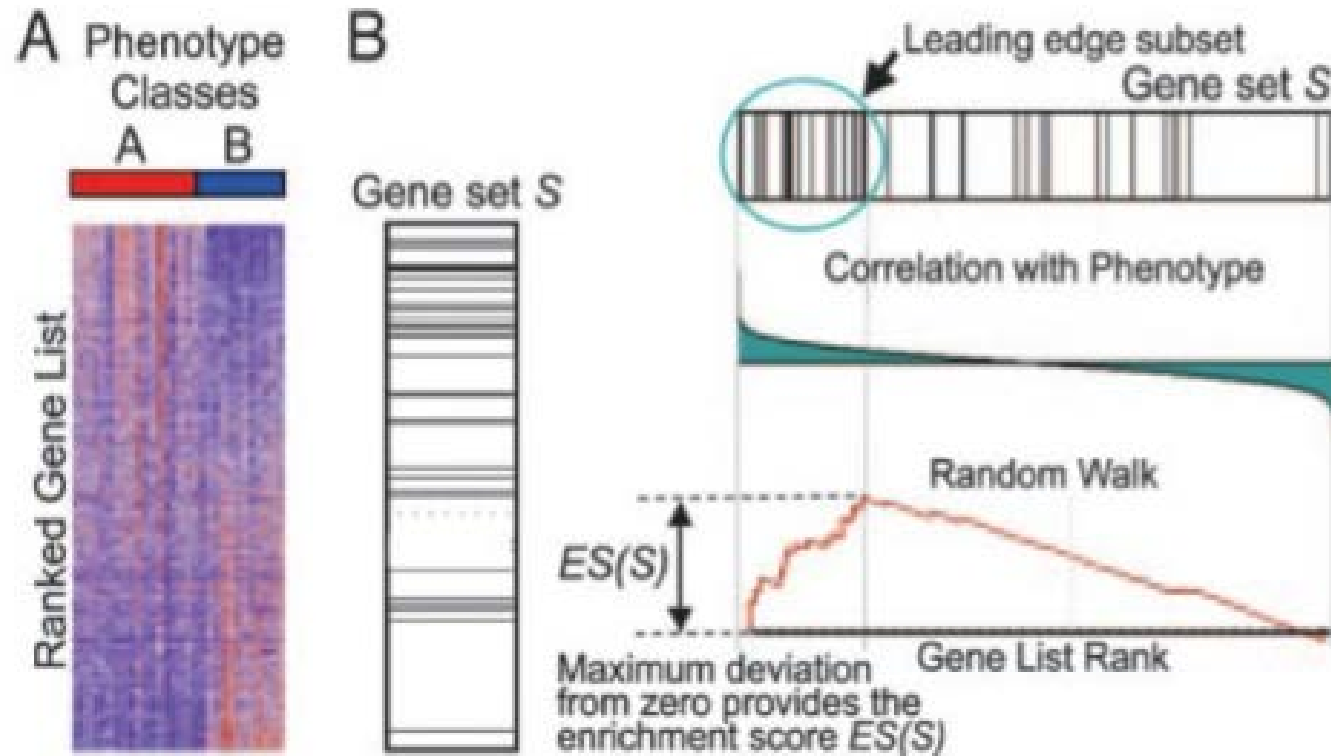 A
Phenotype
Classes
A B
Ranked Gene List
B
Gene set S
Leading edge subset
Gene set S
Correlation with Phenotype
Random Walk
ES(S)
Gene List Rank
Maximum deviation
from zero provides the
enrichment score ES(S)